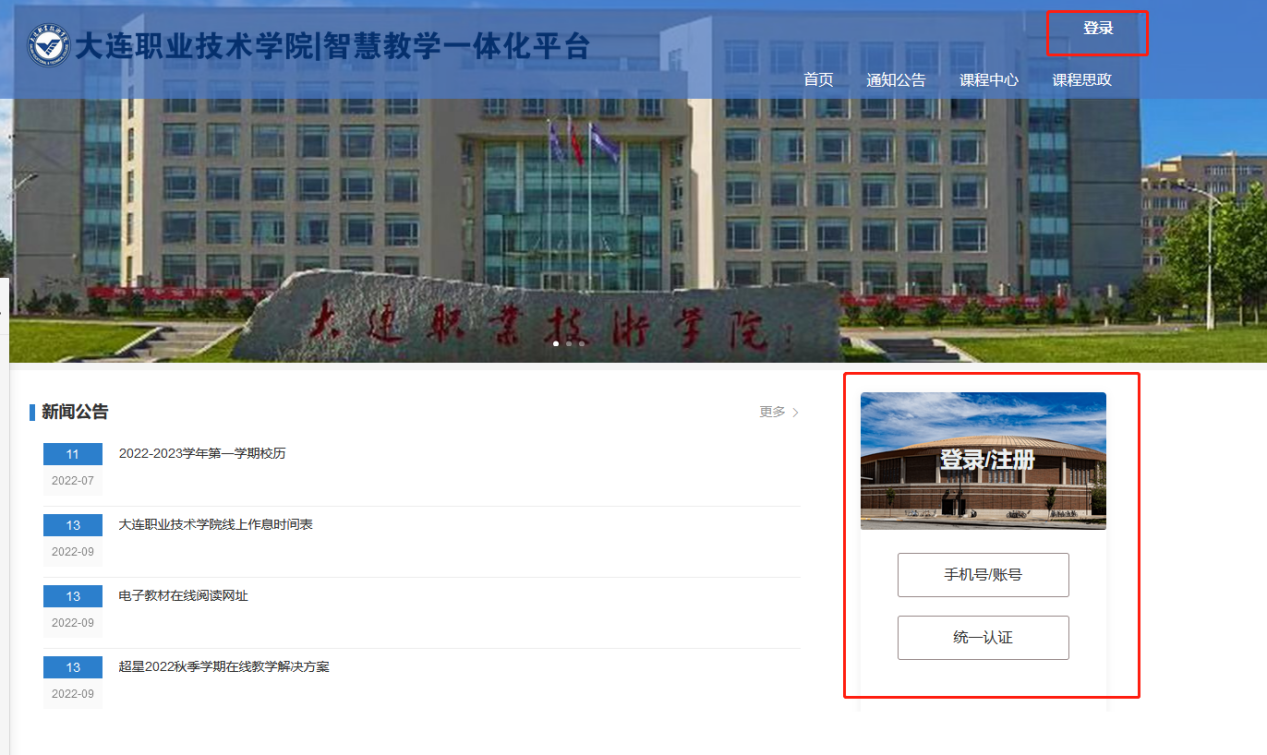 大连职业技术学院|智慧教学一体化平台
登录
首页 通知公告 课程中心 课程思政
大连职业技术学院
新闻公告 更多
11 2022-2023学年第一学期校历
2022-07
13 大连职业技术学院线上作息时间表
2022-09
13 电子教材在线阅读网址
2022-09
13 超星2022秋季学期在线教学解决方案
2022-09
登录/注册
手机号/账号
统一认证